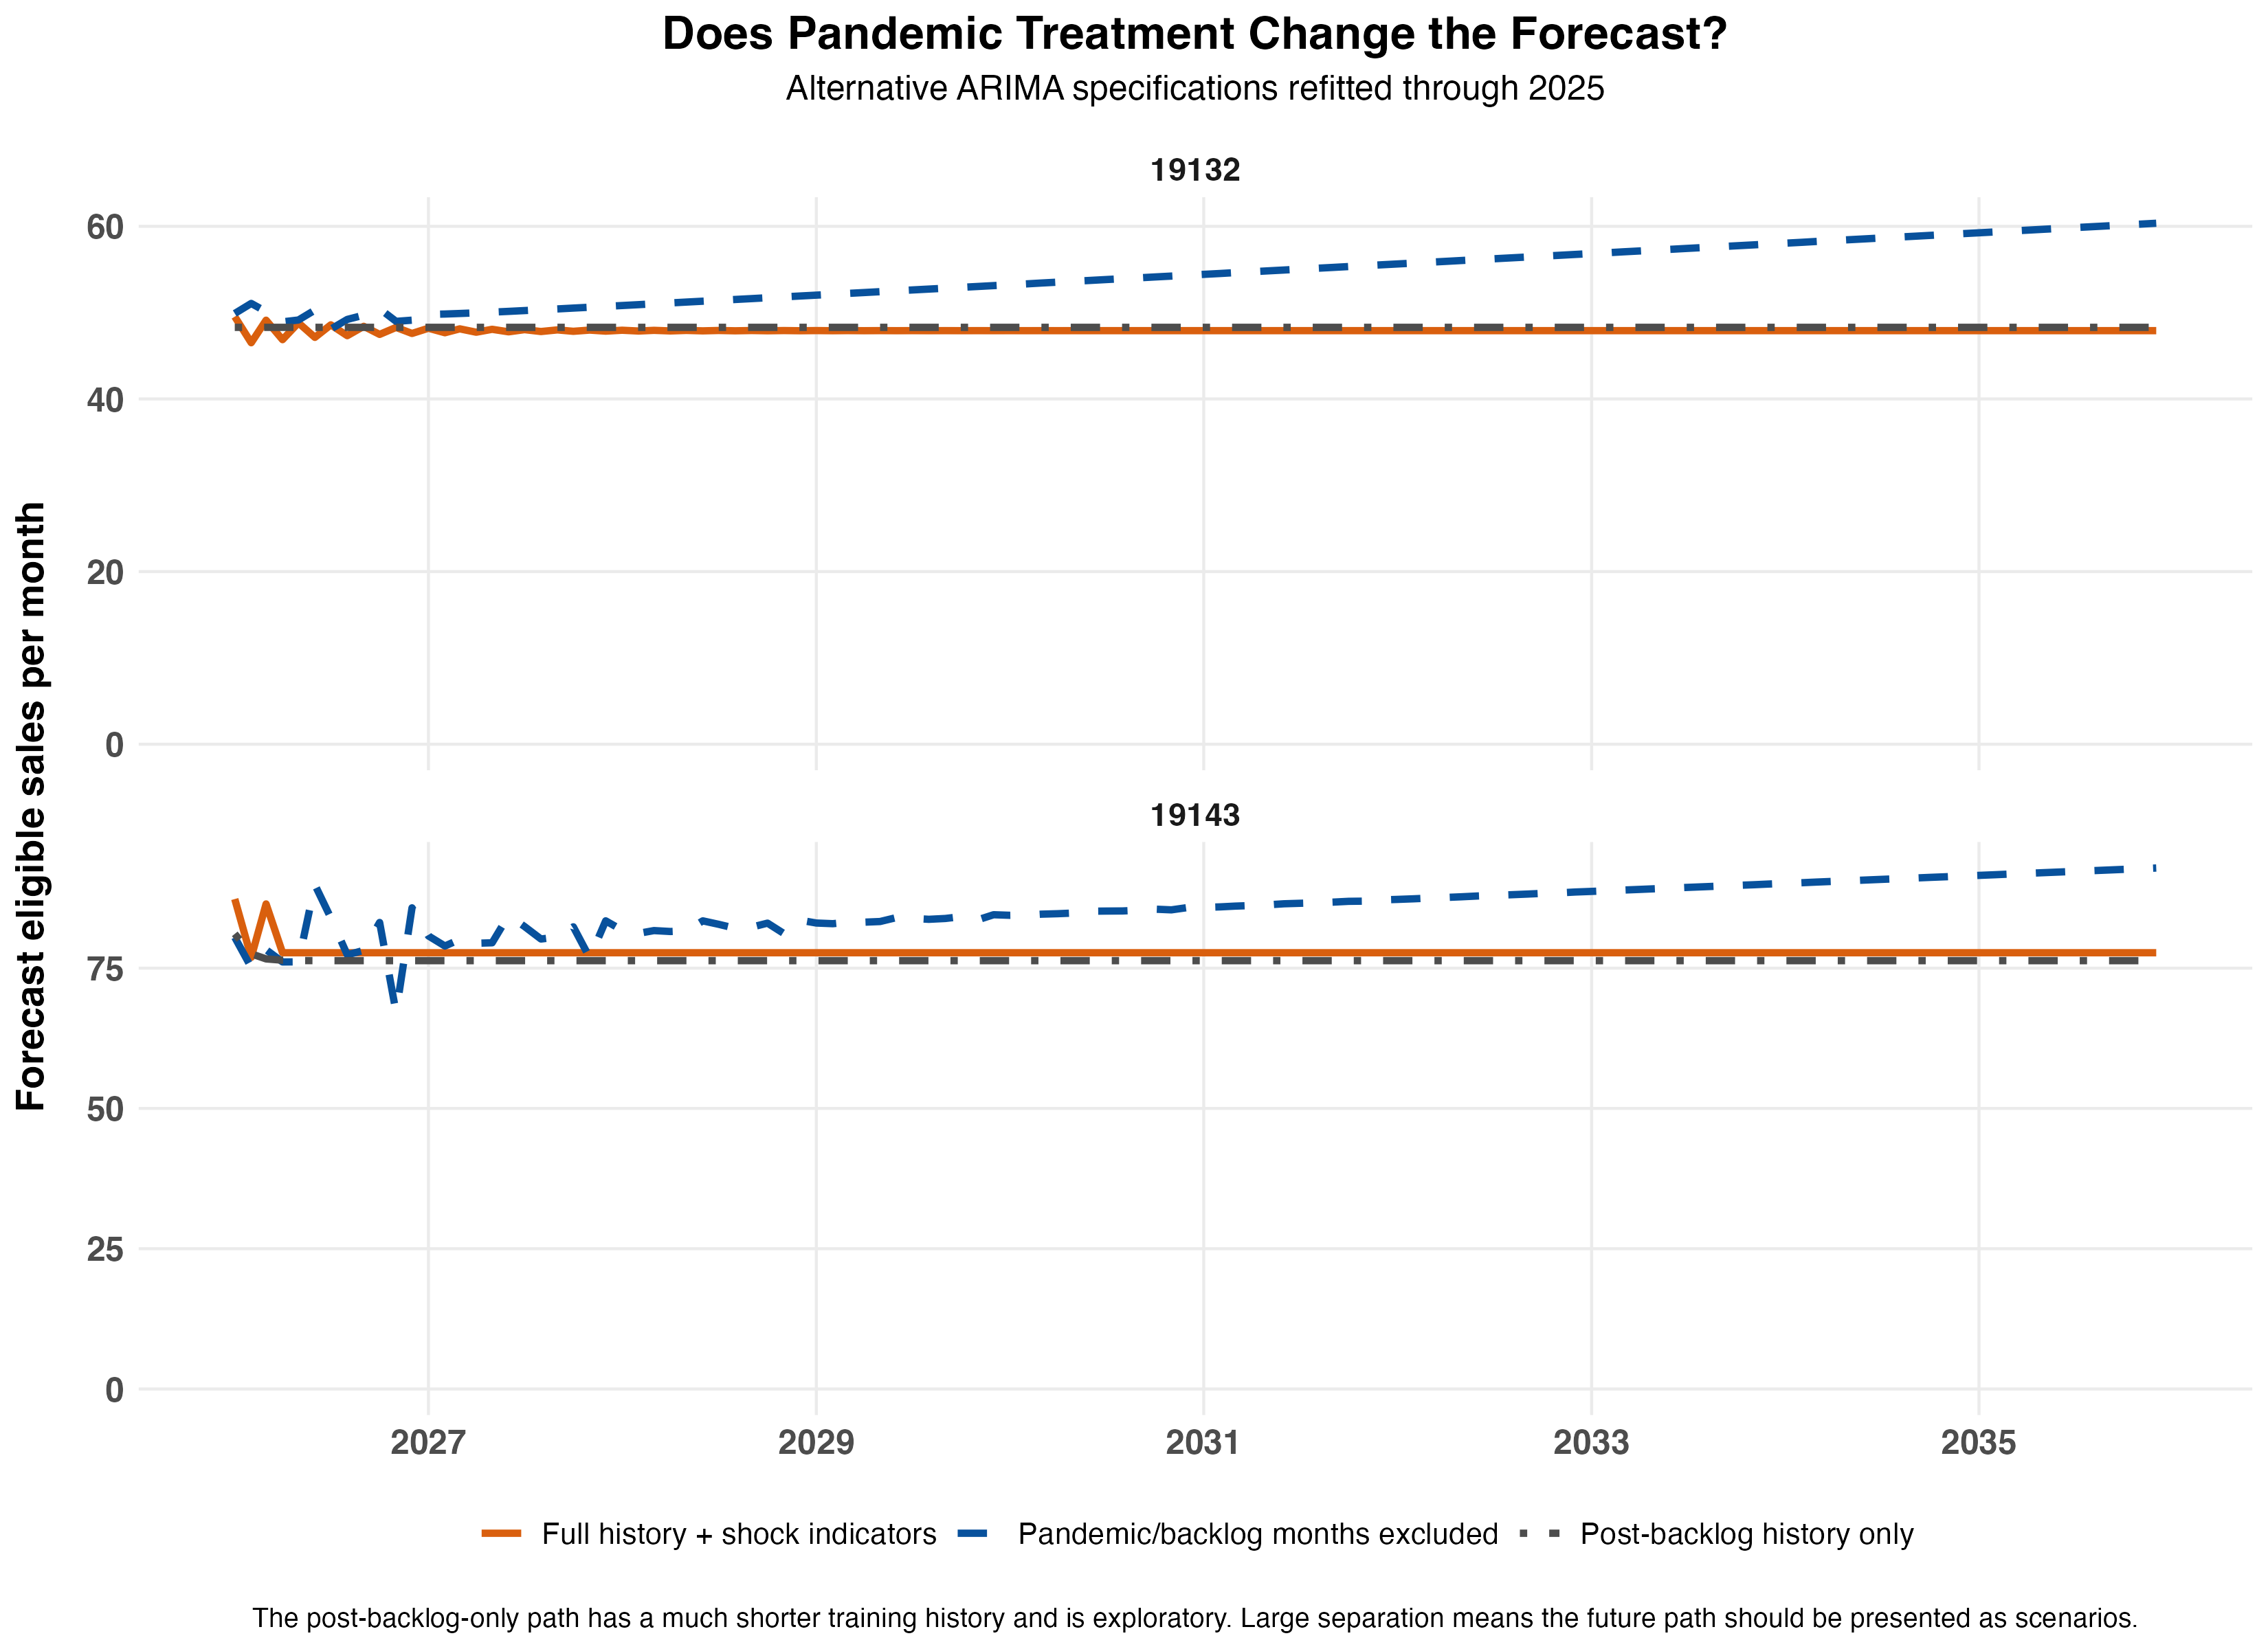 Does Pandemic Treatment Change the Forecast?
Alternative ARIMA specifications refitted through 2025
19132
60
40
20
0
Forecast eligible sales per month
19143
75
50
25
0
2027 2029 2031 2033 2035
Full history + shock indicators Pandemic/backlog months excluded Post-backlog history only
The post-backlog-only path has a much shorter training history and is exploratory. Large separation means the future path should be presented as scenarios.